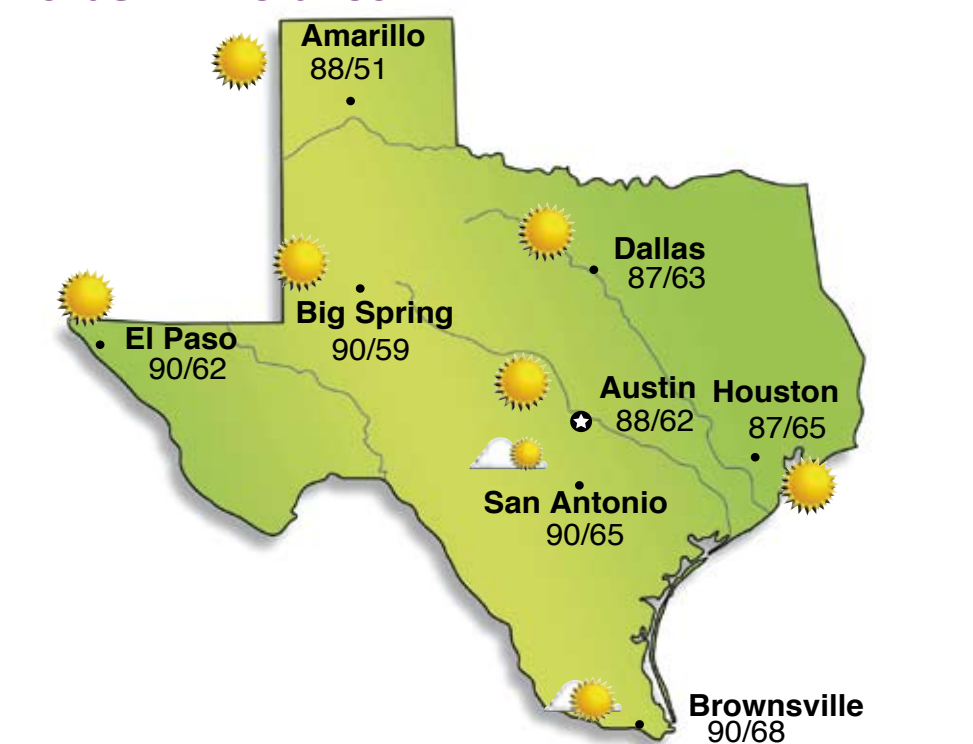 Amarillo
88/51
Dallas
87/63
Big Spring
90/59
El Paso
90/62
Austin
88/62
Houston
87/65
San Antonio
90/65
Brownsville
90/68